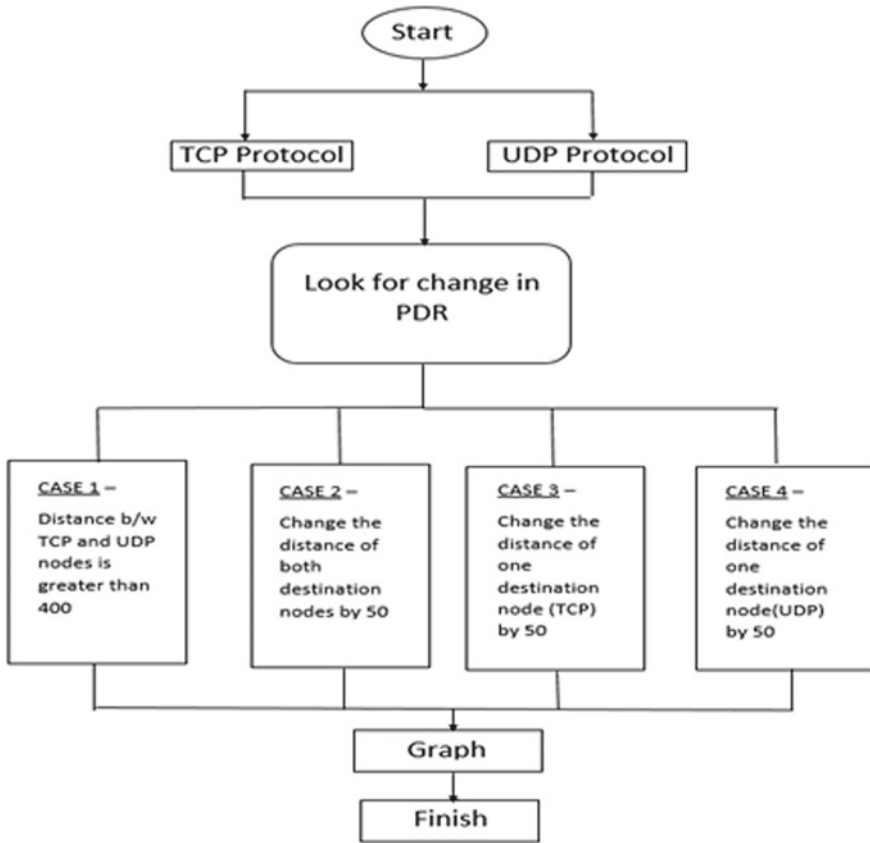 Start
TCP Protocol
UDP Protocol
Look for change in
PDR
CASE 1 –
Distance b/w
TCP and UDP
nodes is
greater than
400
CASE 2 –
Change the
distance of
both
destination
nodes by 50
CASE 3 –
Change the
distance of
one
destination
node (TCP)
by 50
CASE 4 –
Change the
distance of
one
destination
node(UDP)
by 50
Graph
Finish